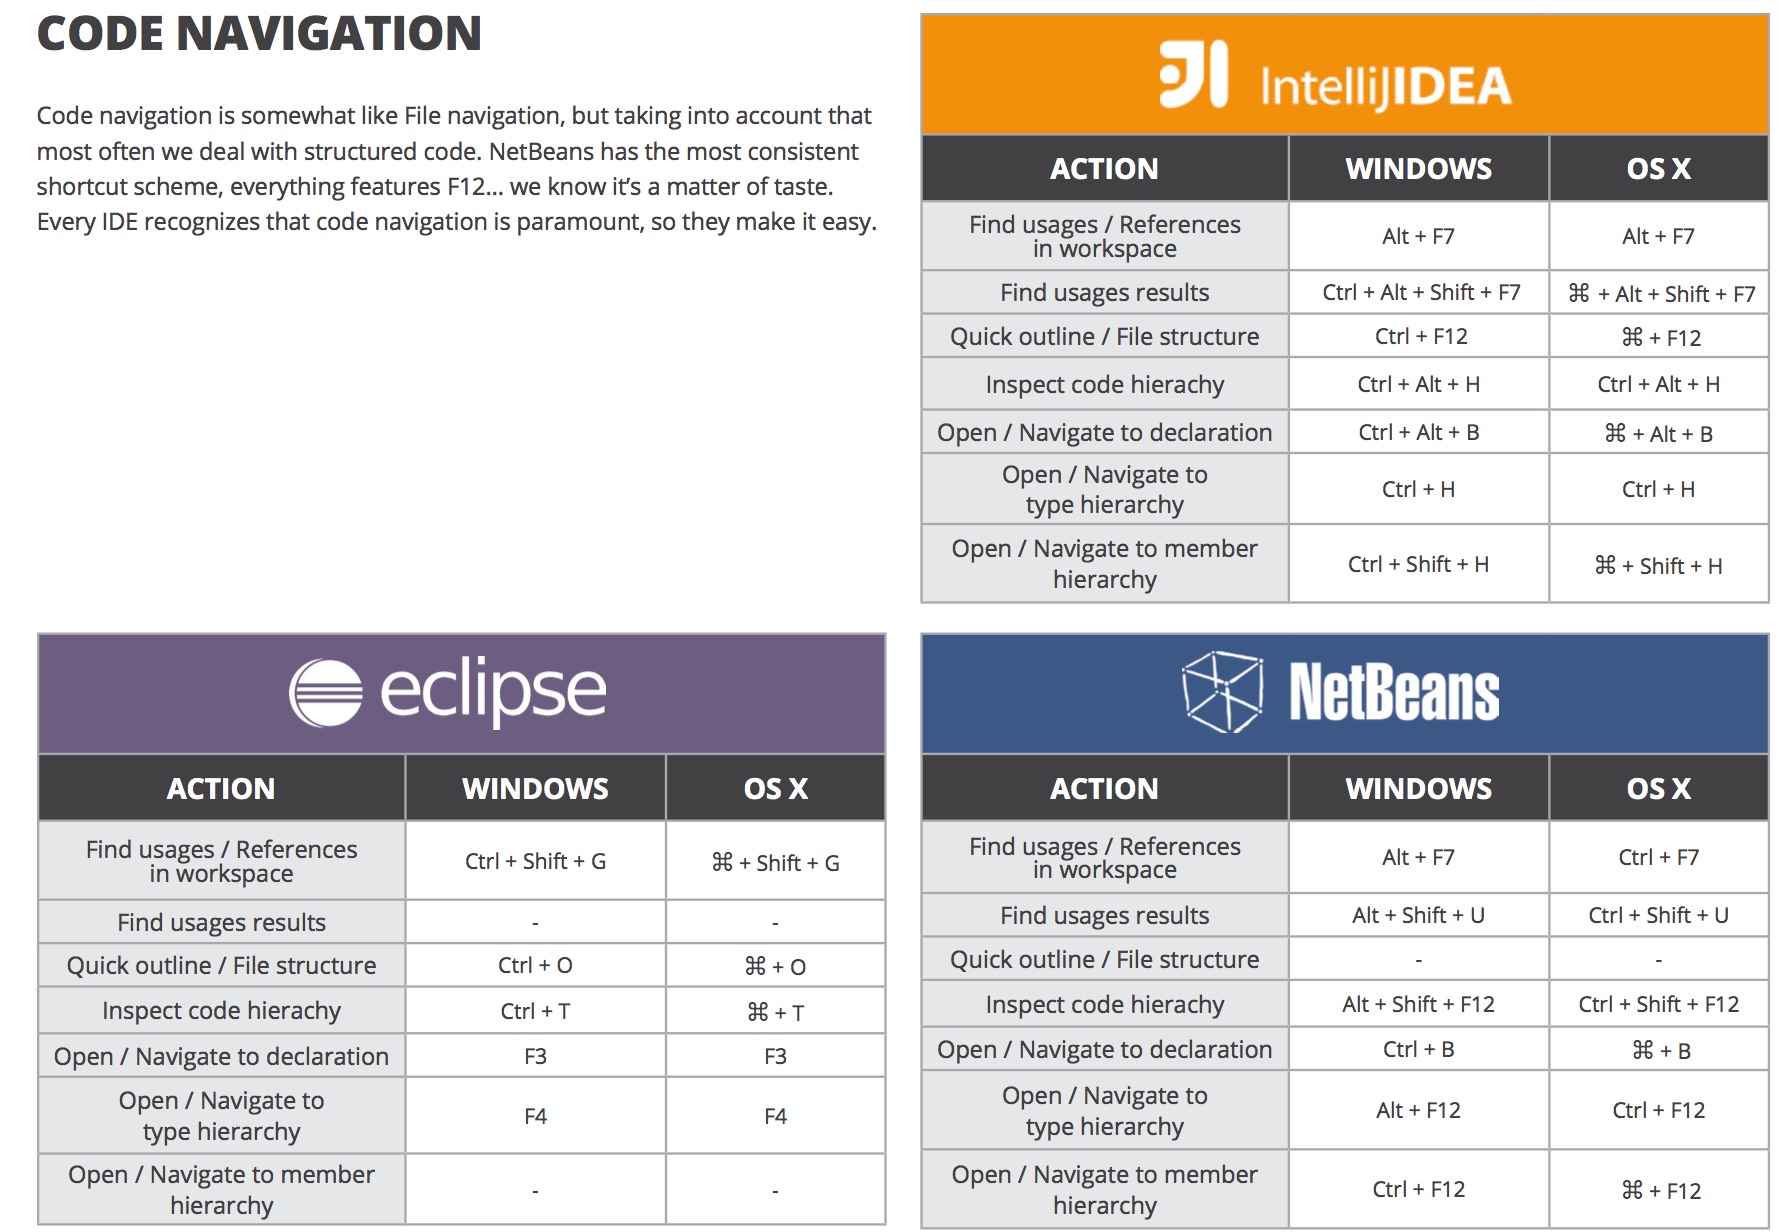 CODE NAVIGATION
Code navigation is somewhat like File navigation, but taking into account that
most often we deal with structured code. NetBeans has the most consistent
shortcut scheme, everything features F12... we know it’s a matter of taste.
Every IDE recognizes that code navigation is paramount, so they make it easy.
IntelliJIDEA
ACTION WINDOWS OS X
Find usages / References
in workspace
Alt + F7 Alt + F7
Find usages results Ctrl + Alt + Shift + F7 ⌘ + Alt + Shift + F7
Quick outline / File structure Ctrl + F12 ⌘ + F12
Inspect code hierachy Ctrl + Alt + H Ctrl + Alt + H
Open / Navigate to declaration Ctrl + Alt + B ⌘ + Alt + B
Open / Navigate to
type hierarchy
Ctrl + H Ctrl + H
Open / Navigate to member
hierarchy
Ctrl + Shift + H ⌘ + Shift + H
eclipse
ACTION WINDOWS OS X
Find usages / References
in workspace
Ctrl + Shift + G ⌘ + Shift + G
Find usages results - -
Quick outline / File structure Ctrl + O ⌘ + O
Inspect code hierachy Ctrl + T ⌘ + T
Open / Navigate to declaration F3 F3
Open / Navigate to
type hierarchy
F4 F4
Open / Navigate to member
hierarchy
- -
NetBeans
ACTION WINDOWS OS X
Find usages / References
in workspace
Alt + F7 Ctrl + F7
Find usages results Alt + Shift + U Ctrl + Shift + U
Quick outline / File structure - -
Inspect code hierachy Alt + Shift + F12 Ctrl + Shift + F12
Open / Navigate to declaration Ctrl + B ⌘ + B
Open / Navigate to
type hierarchy
Alt + F12 Ctrl + F12
Open / Navigate to member
hierarchy
Ctrl + F12 ⌘ + F12